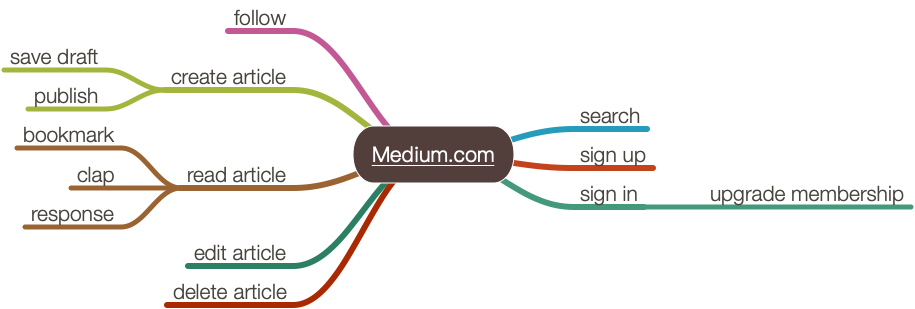 follow
save draft
create article
publish
bookmark
clap
read article
response
edit article
delete article
Medium.com
search
sign up
sign in
upgrade membership